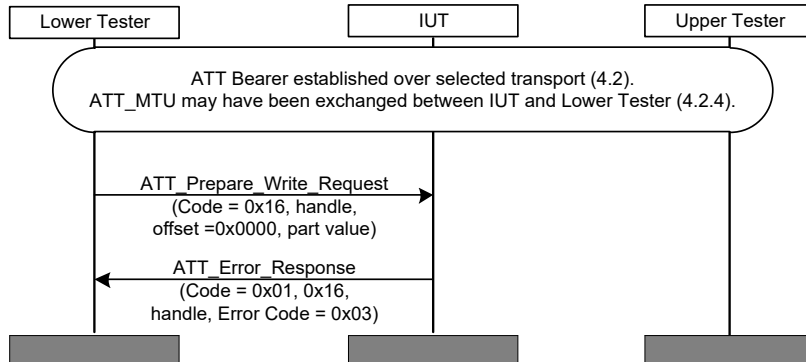 Lower Tester
IUT
Upper Tester
ATT Bearer established over selected transport (4.2).
ATT_MTU may have been exchanged between IUT and Lower Tester (4.2.4).
ATT_Prepare_Write_Request
(Code = 0x16, handle,
offset =0x0000, part value)
ATT_Error_Response
(Code = 0x01, 0x16,
handle, Error Code = 0x03)